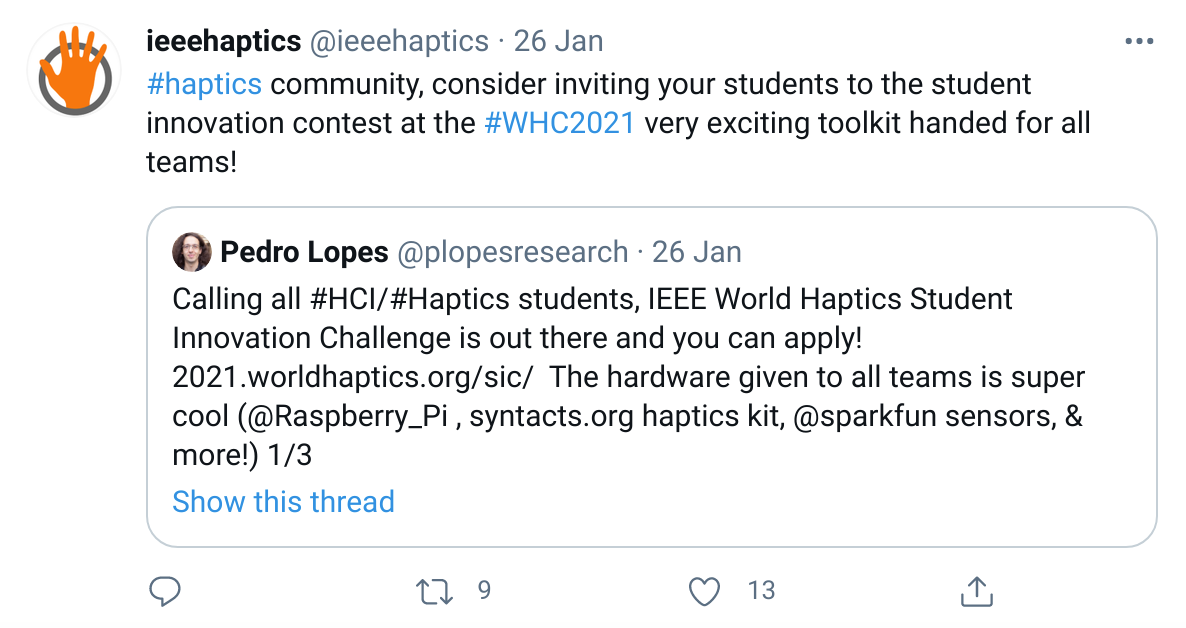 ieeehaptics @ieeehaptics · 26 Jan
#haptics community, consider inviting your students to the student
innovation contest at the #WHC2021 very exciting toolkit handed for all
teams!
Pedro Lopes @plopesresearch · 26 Jan
Calling all #HCI/#Haptics students, IEEE World Haptics Student
Innovation Challenge is out there and you can apply!
2021.worldhaptics.org/sic/  The hardware given to all teams is super
cool (@Raspberry_Pi , syntacts.org haptics kit, @sparkfun sensors, &
more!) 1/3
Show this thread
9 13